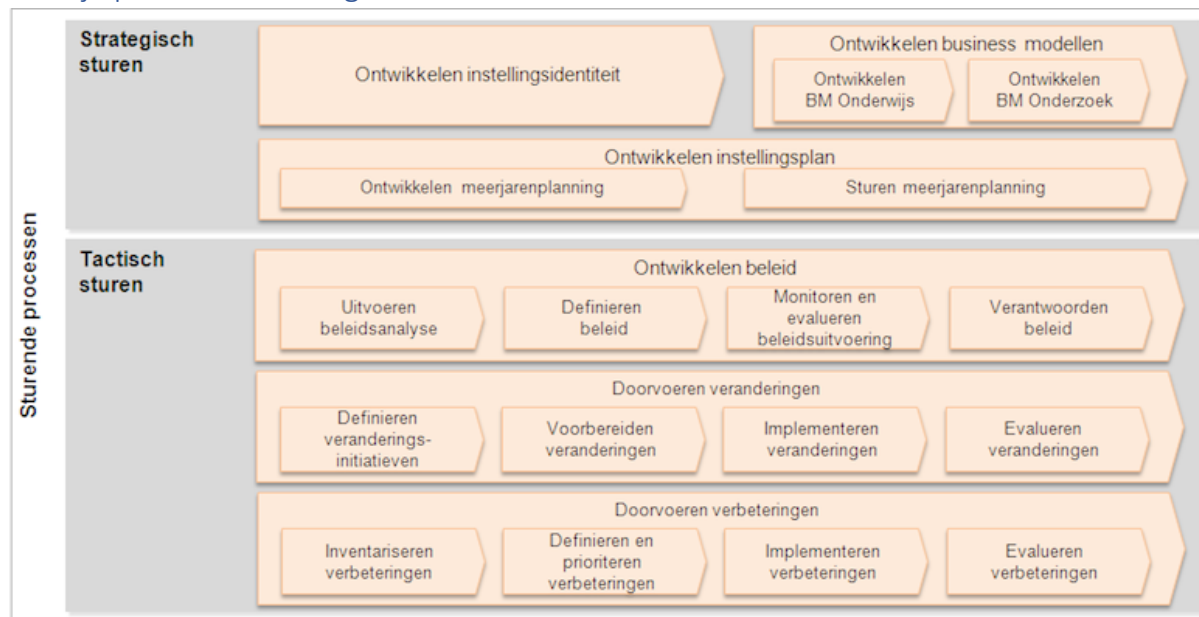 Sturende processen
Strategisch
sturen
Ontwikkelen instellingsidentiteit
Ontwikkelen business modellen
Ontwikkelen
BM Onderwijs
Ontwikkelen
BM Onderzoek
Ontwikkelen instellingsplan
Ontwikkelen meerjarenplanning
Sturen meerjarenplanning
Tactisch
sturen
Ontwikkelen beleid
Uitvoeren
beleidsanalyse
Definieren
beleid
Monitoren en
evalueren
beleidsuitvoering
Verantwoorden
beleid
Doorvoeren veranderingen
Definieren
veranderings-
initiatieven
Voorbereiden
veranderingen
Implementeren
veranderingen
Evalueren
veranderingen
Doorvoeren verbeteringen
Inventariseren
verbeteringen
Definieren en
prioriteren
verbeteringen
Implementeren
verbeteringen
Evalueren
verbeteringen